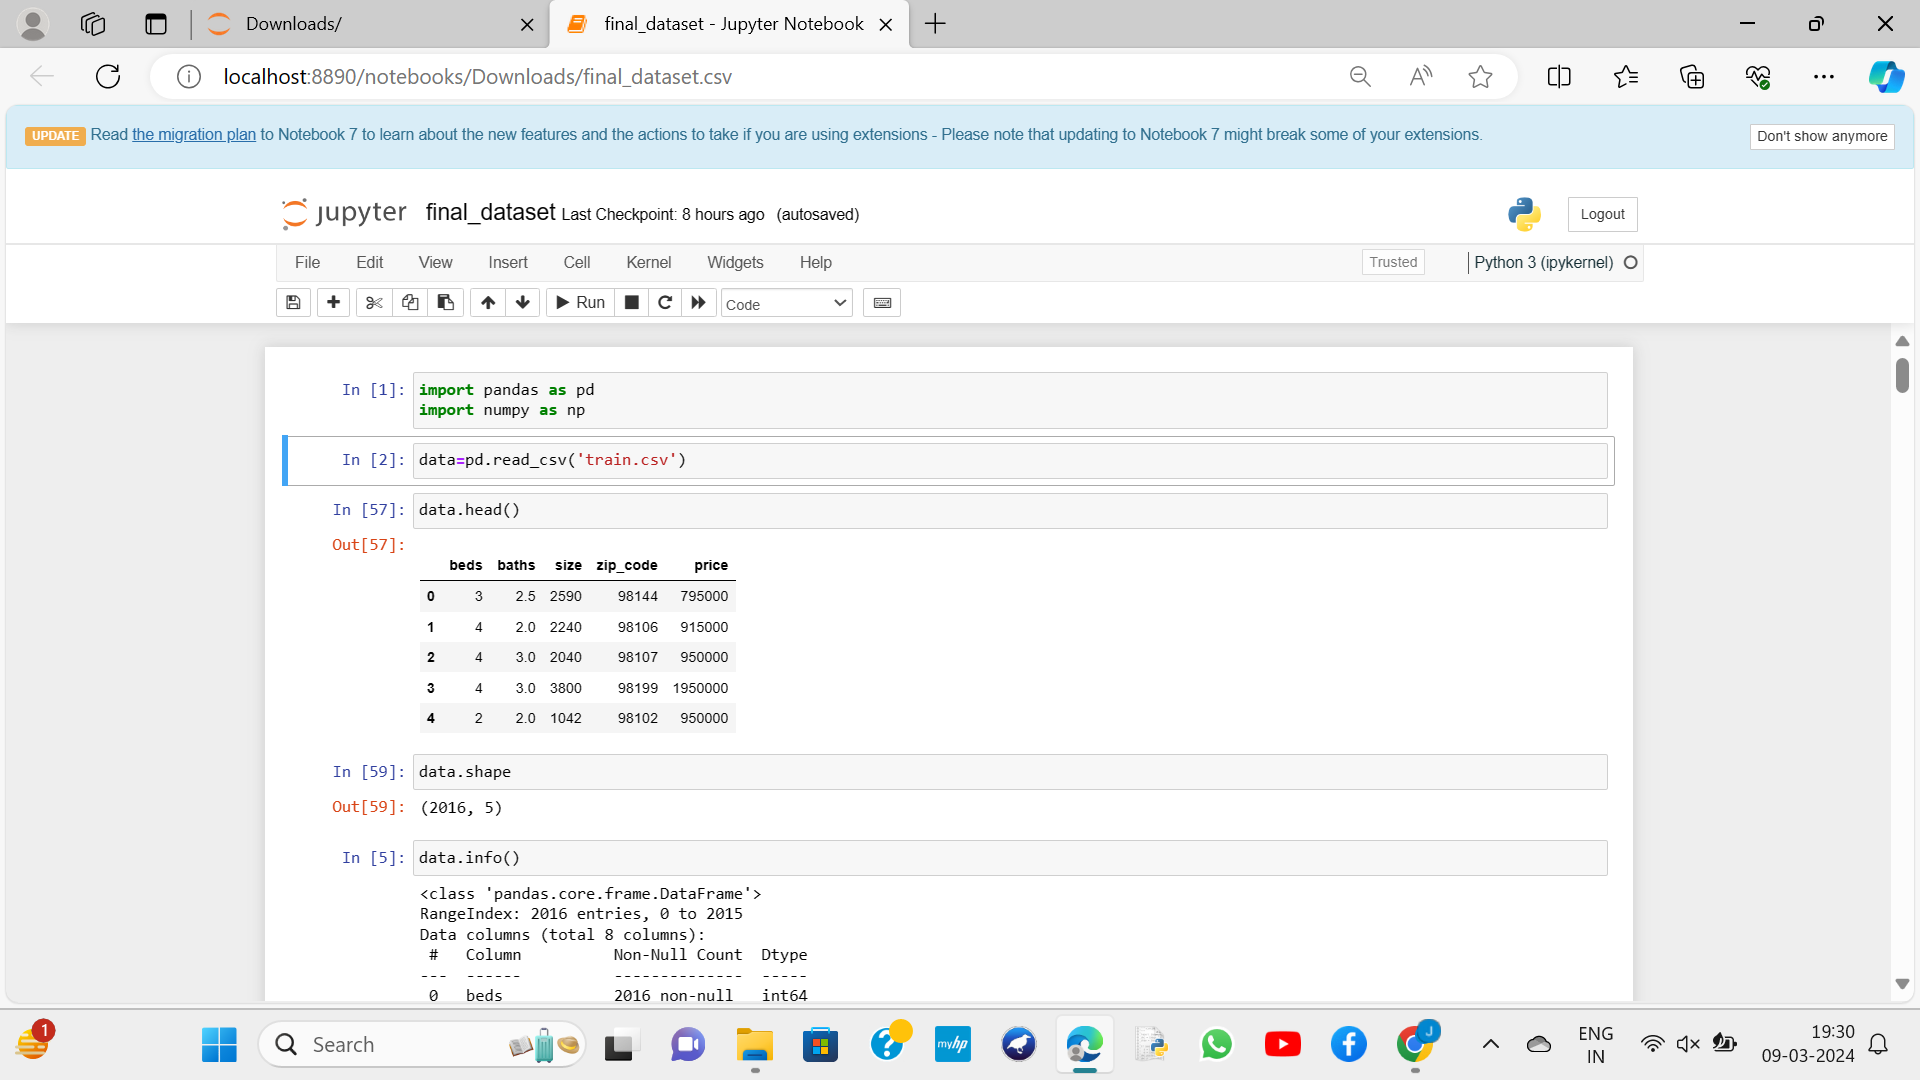 Downloads/
final_dataset - Jupyter Notebook
localhost:8890/notebooks/Downloads/final_dataset.csv
UPDATE Read the migration plan to Notebook 7 to learn about the new features and the actions to take if you are using extensions - Please note that updating to Notebook 7 might break some of your extensions.
Don't show anymore
jupyter final_dataset Last Checkpoint: 8 hours ago (autosaved)
Logout
File Edit View Insert Cell Kernel Widgets Help
Trusted
Python 3 (ipykernel)
Run
Code
In [1]: import pandas as pd
import numpy as np
In [2]: data=pd.read_csv('train.csv')
In [57]: data.head()
Out[57]:
beds baths size zip_code price
0 3 2.5 2590 98144 795000
1 4 2.0 2240 98106 915000
2 4 3.0 2040 98107 950000
3 4 3.0 3800 98199 1950000
4 2 2.0 1042 98102 950000
In [59]: data.shape
Out[59]: (2016, 5)
In [5]: data.info()
<class 'pandas.core.frame.DataFrame'>
RangeIndex: 2016 entries, 0 to 2015
Data columns (total 8 columns):
# Column Non-Null Count Dtype
--- ------ -------------- -----
0 beds 2016 non-null int64
1
Search
myhp
J
ENG
IN
19:30
09-03-2024